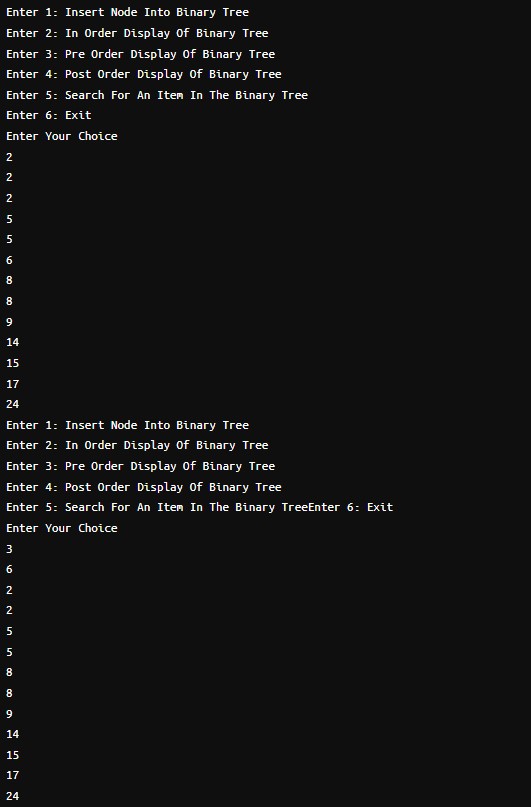 Enter 1: Insert Node Into Binary Tree
Enter 2: In Order Display Of Binary Tree
Enter 3: Pre Order Display Of Binary Tree
Enter 4: Post Order Display Of Binary Tree
Enter 5: Search For An Item In The Binary Tree
Enter 6: Exit
Enter Your Choice
2
2
2
5
5
6
8
8
9
14
15
17
24
Enter 1: Insert Node Into Binary Tree
Enter 2: In Order Display Of Binary Tree
Enter 3: Pre Order Display Of Binary Tree
Enter 4: Post Order Display Of Binary Tree
Enter 5: Search For An Item In The Binary TreeEnter 6: Exit
Enter Your Choice
3
6
2
2
5
5
8
8
9
14
15
17
24